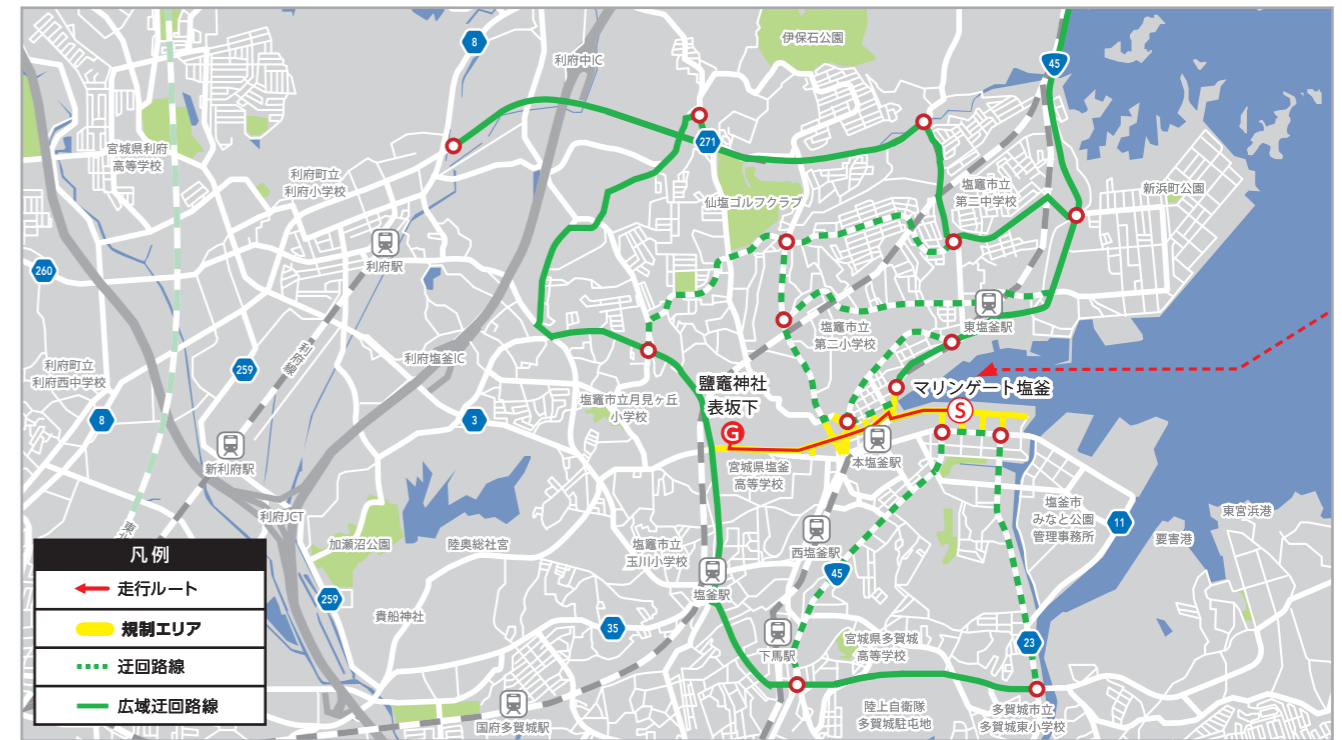 8
利府中IC
伊保石公園
45
宮城県利府
高等学校
利府町立
利府小学校
271
仙塩ゴルフクラブ
塩竈市立
第二中学校
新浜町公園
260
利府駅
利府線
利府塩釜IC
塩竈市立
第二小学校
東塩釜駅
利府町立
利府西中学校
259
8
3
塩竈市立月見ヶ丘
小学校
鹽竈神社
表坂下
G
マリンゲート塩釜
S
本塩釜駅
新利府駅
宮城県塩釜
高等学校
利府JCT
加瀬沼公園
陸奥総社宮
塩竈市立
玉川小学校
西塩釜駅
塩釜市
みなと公園
管理事務所
11
要害港
東宮浜港
東北
259
貴船神社
35
塩釜駅
45
下馬駅
宮城県多賀城
高等学校
23
国府多賀城駅
陸上自衛隊
多賀城駐屯地
多賀城市立
多賀城東小学校
凡例
走行ルート
規制エリア
迂回路線
広域迂回路線